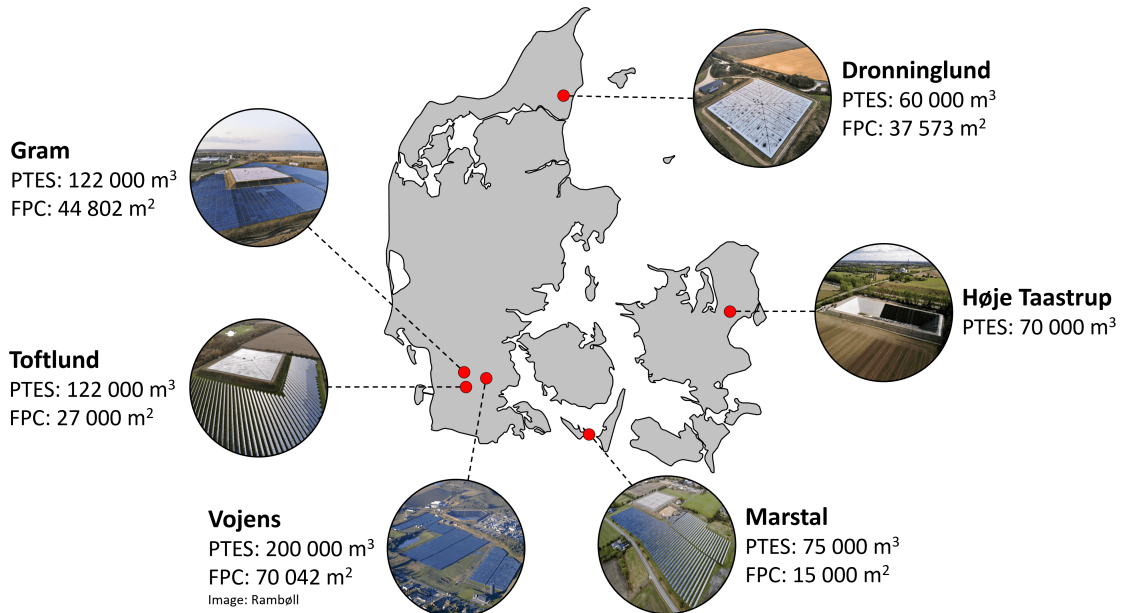 Dronninglund
PTES: 60 000 m³
FPC: 37 573 m²
Gram
PTES: 122 000 m³
FPC: 44 802 m²
Høje Taastrup
PTES: 70 000 m³
Toftlund
PTES: 122 000 m³
FPC: 27 000 m²
Vojens
PTES: 200 000 m³
FPC: 70 042 m²
Image: Rambøll
Marstal
PTES: 75 000 m³
FPC: 15 000 m²